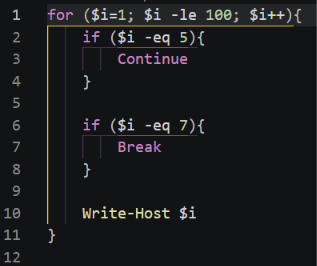 1 for ($i=1; $i -le 100; $i++){
2     if ($i -eq 5){
3         Continue
4     }
5
6     if ($i -eq 7){
7         Break
8     }
9
10     Write-Host $i
11 }
12